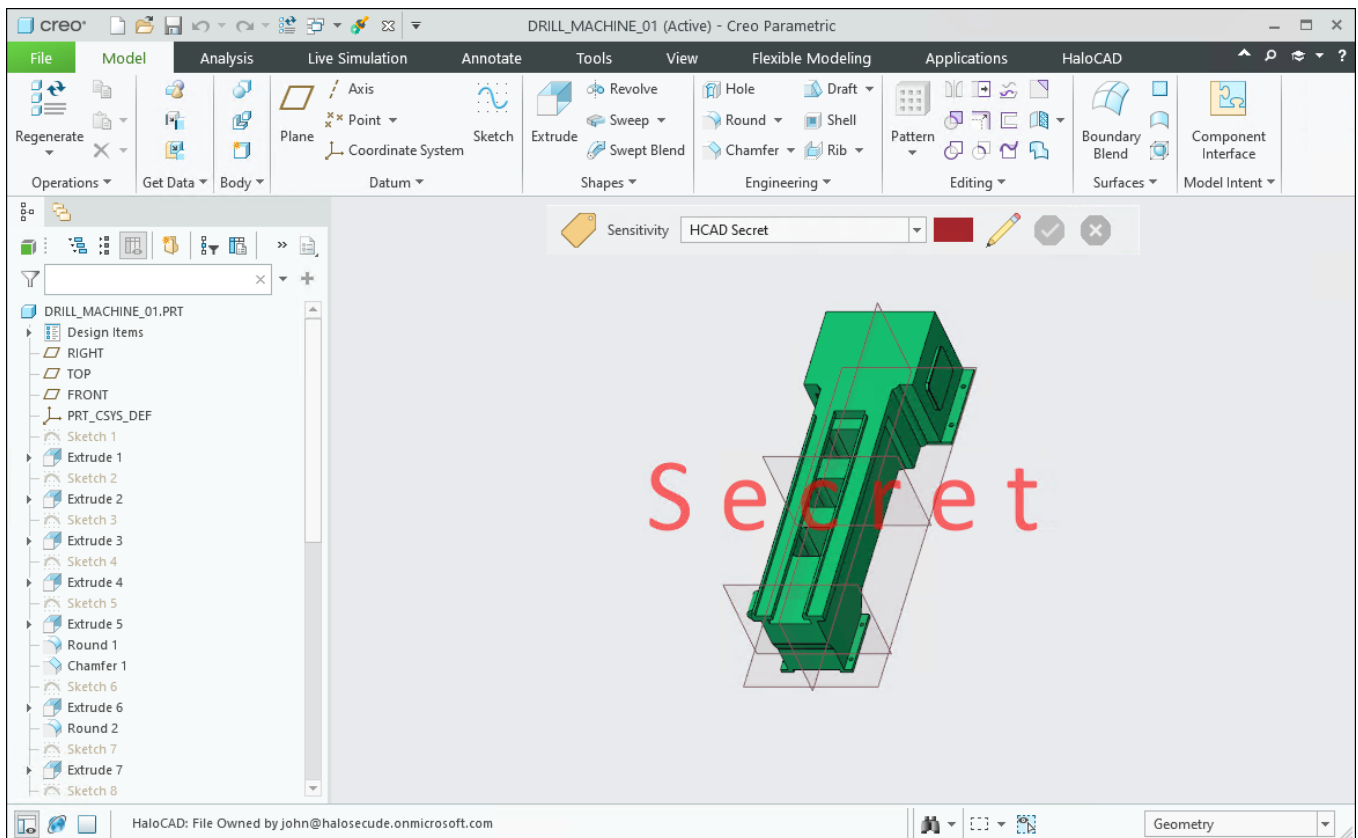 creo®
DRILL_MACHINE_01 (Active) - Creo Parametric
File Model Analysis Live Simulation Annotate Tools View Flexible Modeling Applications HaloCAD
Regenerate
Operations
Get Data
Body
Plane
Axis
Point
Coordinate System
Sketch
Datum
Extrude
Revolve
Sweep
Swept Blend
Shapes
Hole
Round
Chamfer
Draft
Shell
Rib
Engineering
Pattern
Editing
Boundary
Blend
Surfaces
Component
Interface
Model Intent
Sensitivity HCAD Secret
DRILL_MACHINE_01.PRT
Design Items
RIGHT
TOP
FRONT
PRT_CSYS_DEF
Sketch 1
Extrude 1
Sketch 2
Extrude 2
Sketch 3
Extrude 3
Sketch 4
Extrude 4
Sketch 5
Extrude 5
Round 1
Chamfer 1
Sketch 6
Extrude 6
Round 2
Sketch 7
Extrude 7
Sketch 8
Secret
HaloCAD: File Owned by john@halosecude.onmicrosoft.com
Geometry